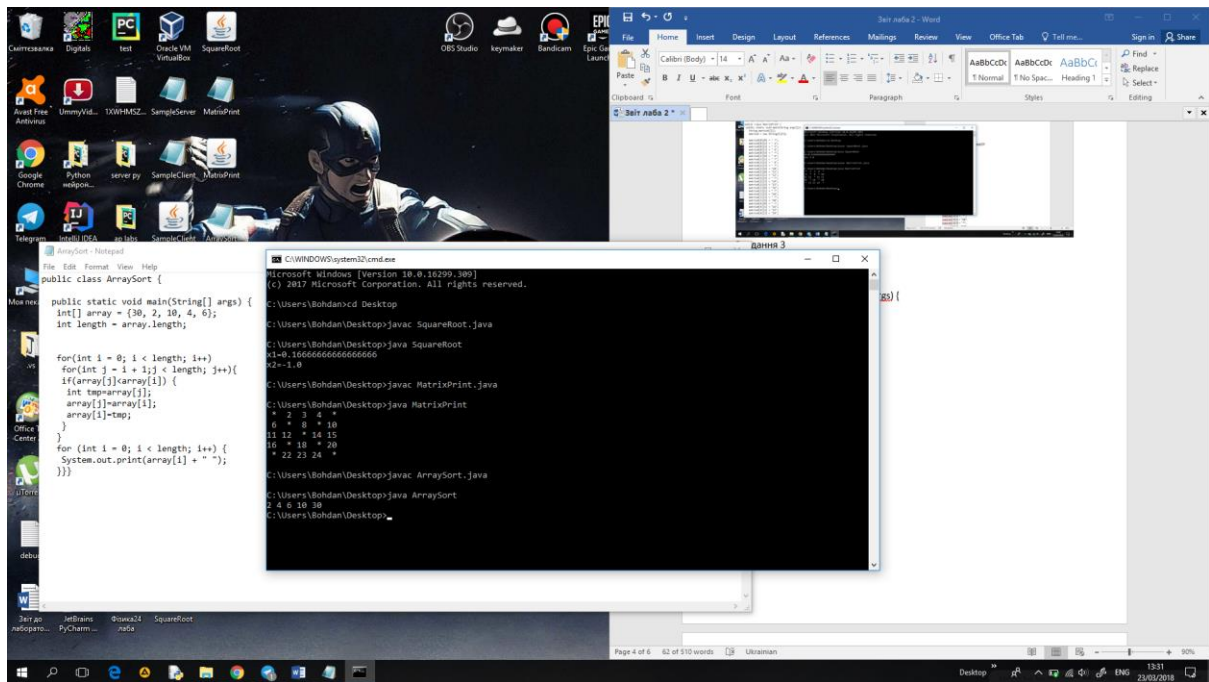 Digitals
test
Oracle VM
VirtualBox
SquareRoot
OBS Studio
keymaker
Bandicam
Avast Free
Antivirus
UmmyVid...
1XWHMSZ...
SampleServer
MatrixPrint
Google
Chrome
Python
server.py
SampleClient
MatrixPrint
Telegram
IntelliJ IDEA
SampleClient
ArraySort
ArraySort - Notepad
File Edit Format View Help
public class ArraySort {
public static void main(String[] args) {
int[] array = {30, 2, 10, 4, 6};
int length = array.length;
for(int i = 0; i < length; i++)
for(int j = i + 1;j < length; j++){
if(array[j]<array[i]) {
int tmp=array[j];
array[j]=array[i];
array[i]=tmp;
}
}
for (int i = 0; i < length; i++) {
System.out.print(array[i] + " ");
}}}
C:\WINDOWS\system32\cmd.exe
Microsoft Windows [Version 10.0.16299.309]
(c) 2017 Microsoft Corporation. All rights reserved.
C:\Users\Bohdan>cd Desktop
C:\Users\Bohdan\Desktop>javac SquareRoot.java
C:\Users\Bohdan\Desktop>java SquareRoot
x1=0.16666666666666666
x2=-1.0
C:\Users\Bohdan\Desktop>javac MatrixPrint.java
C:\Users\Bohdan\Desktop>java MatrixPrint
* 2 3 4 *
6 * 8 * 10
11 12 * 14 15
16 * 18 * 20
* 22 23 24 *
C:\Users\Bohdan\Desktop>javac ArraySort.java
C:\Users\Bohdan\Desktop>java ArraySort
2 4 6 10 30
C:\Users\Bohdan\Desktop>
Звіт лаба 2 - Word
File Home Insert Design Layout References Mailings Review View Office Tab Tell me... Sign in Share
Calibri (Body) 14
Paste
Clipboard Font Paragraph Styles Editing
AaBbCcDc AaBbCcDc AaBbCc
Normal No Spac... Heading 1
Find
Replace
Select
Звіт лаба 2 *
дання 3
gs) {
.vs
JetBrains
PyCharm ...
Фізика24
лаба
SquareRoot
Page 4 of 6 62 of 510 words Ukrainian 90%
Desktop ENG 13:31
23/03/2018